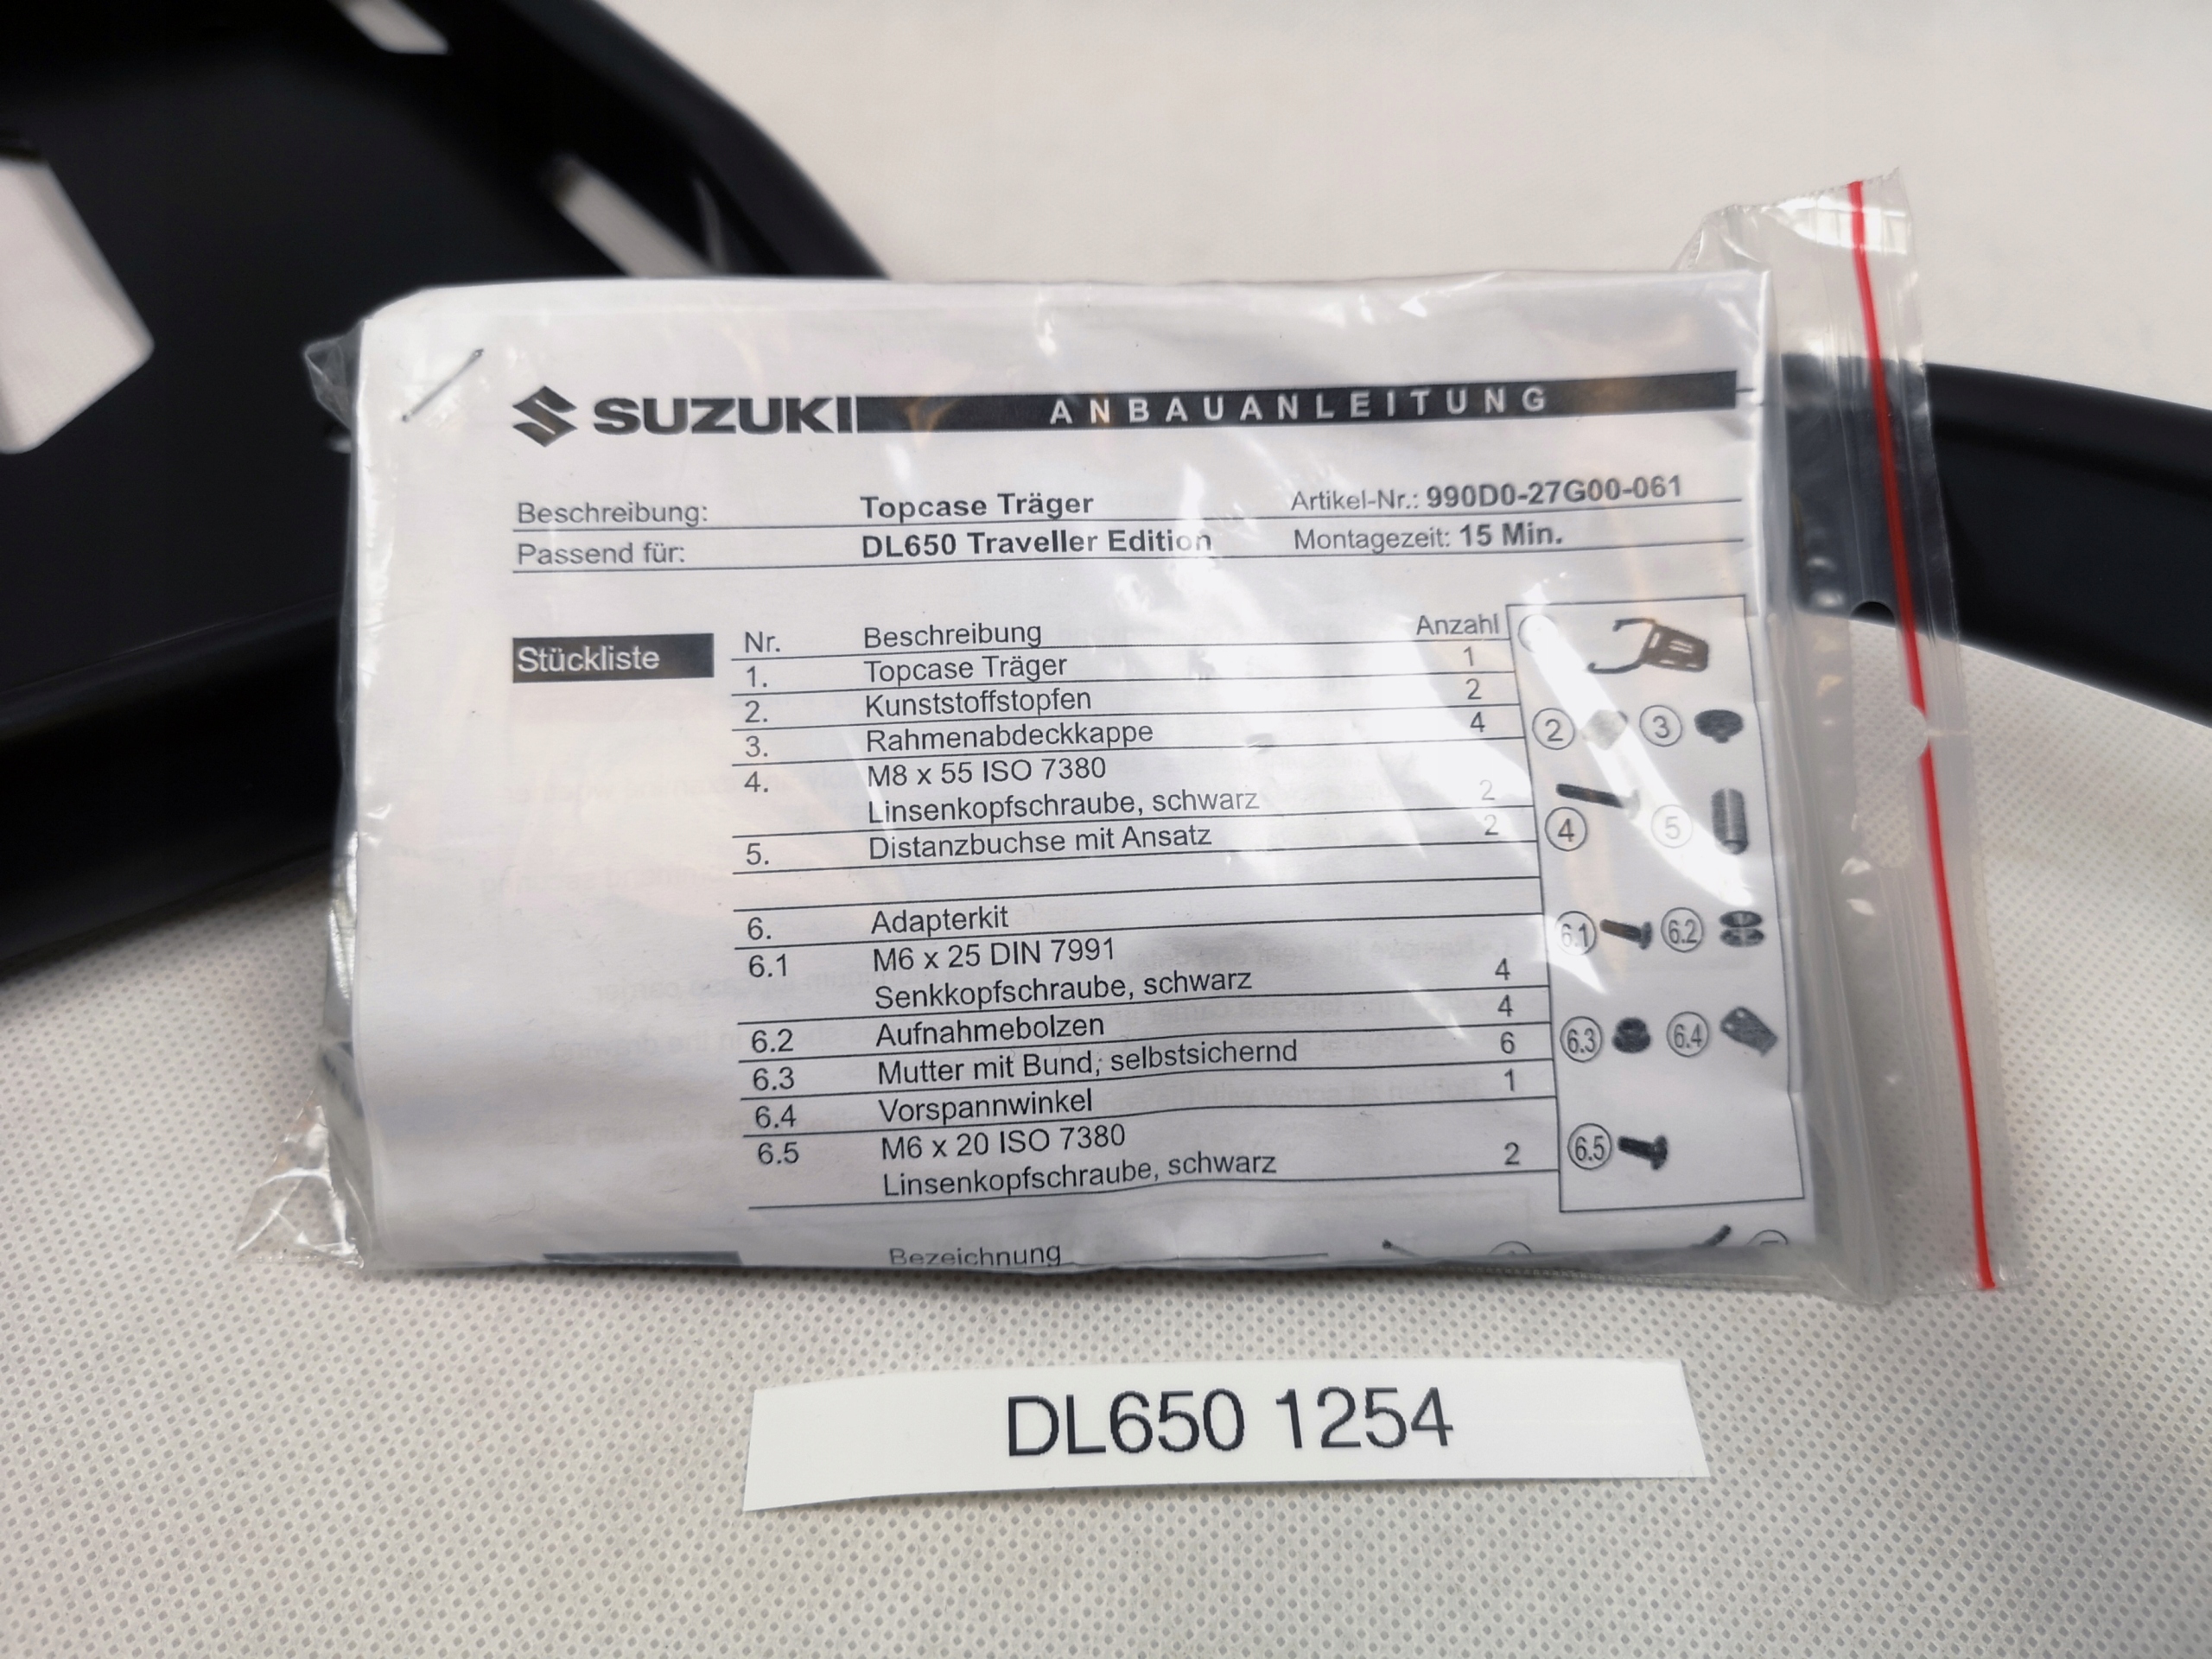 SUZUKI ANBAUANLEITUNG
Beschreibung: Topcase Träger Artikel-Nr.: 990D0-27G00-061
Passend für: DL650 Traveller Edition Montagezeit: 15 Min.
Stückliste Nr. Beschreibung Anzahl
1. Topcase Träger 1
2. Kunststoffstopfen 2
3. Rahmenabdeckkappe 4
2 3
4. M8 x 55 ISO 7380
Linsenkopfschraube, schwarz 2
5. Distanzbuchse mit Ansatz 2
4 5
6. Adapterkit
6.1 M6 x 25 DIN 7991
Senkkopfschraube, schwarz 4
6.1 6.2
6.2 Aufnahmebolzen 4
6.3 Mutter mit Bund; selbstsichernd 6
6.3 6.4
6.4 Vorspannwinkel 1
6.5 M6 x 20 ISO 7380
Linsenkopfschraube, schwarz 2
6.5
Bezeichnung
DL650 1254